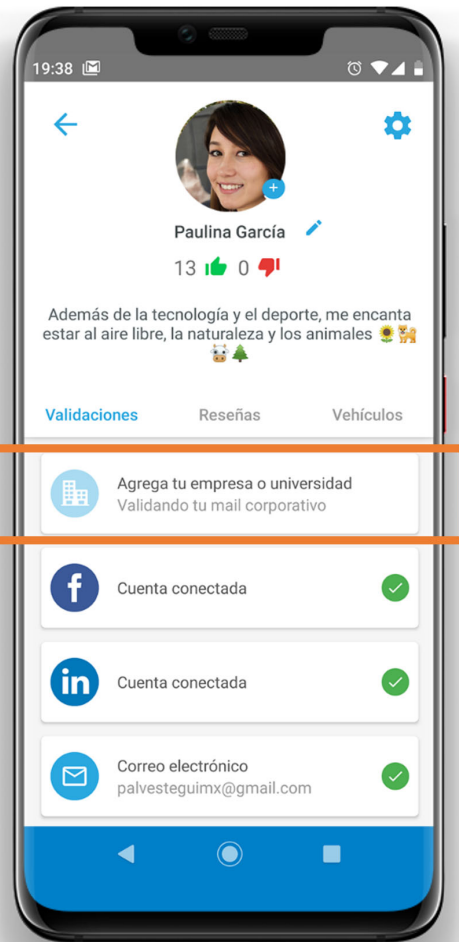 19:38
Paulina García
13 0
Además de la tecnología y el deporte, me encanta
estar al aire libre, la naturaleza y los animales 🌻🐕
🐮🌲
Validaciones Reseñas Vehículos
Agrega tu empresa o universidad
Validando tu mail corporativo
f Cuenta conectada
in Cuenta conectada
Correo electrónico
palvesteguimx@gmail.com